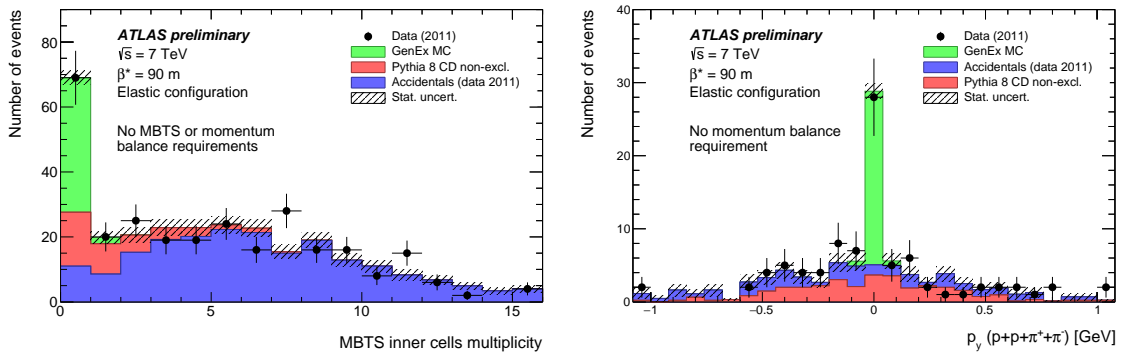 Number of events
80
60
40
20
0
ATLAS preliminary
√s = 7 TeV
β* = 90 m
Elastic configuration
No MBTS or momentum
balance requirements
Data (2011)
GenEx MC
Pythia 8 CD non-excl.
Accidentals (data 2011)
Stat. uncert.
0 5 10 15
MBTS inner cells multiplicity
Number of events
40
30
20
10
0
ATLAS preliminary
√s = 7 TeV
β* = 90 m
Elastic configuration
No momentum balance
requirement
Data (2011)
GenEx MC
Accidentals (data 2011)
Pythia 8 CD non-excl.
Stat. uncert.
−1 −0.5 0 0.5 1
p_y (p+p+π⁺+π⁻) [GeV]